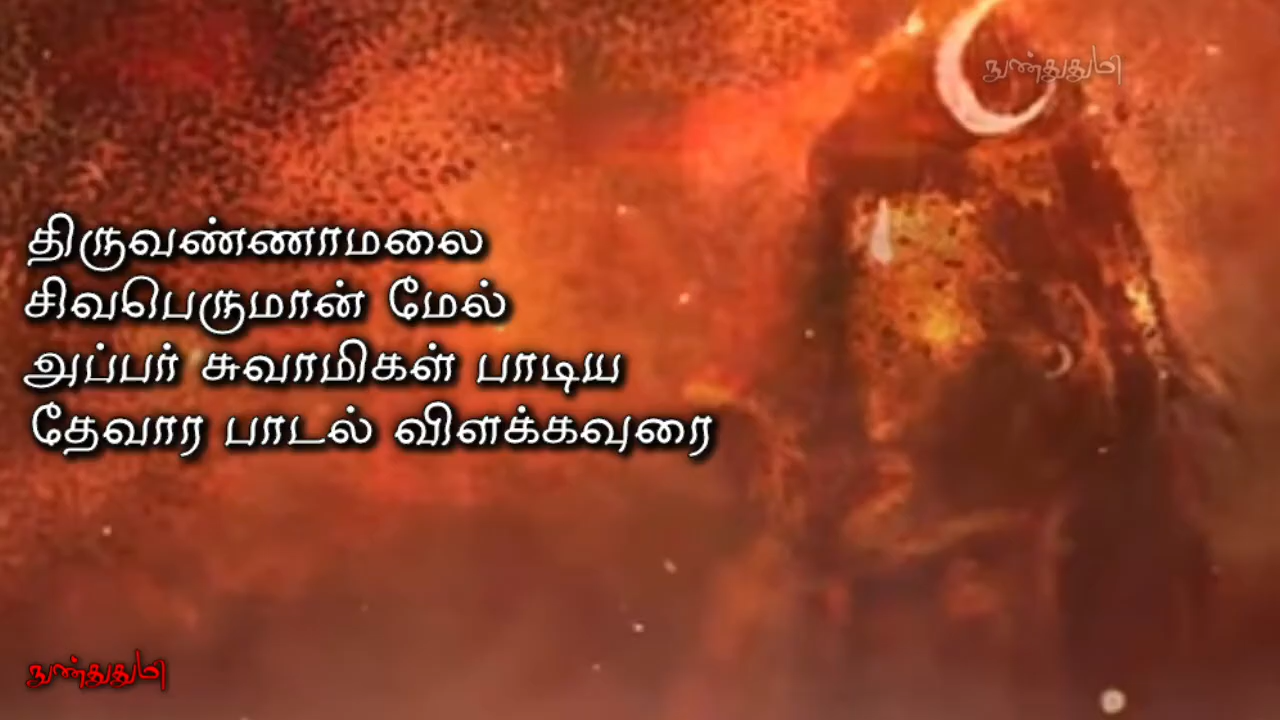 நுண்துதுமி
திருவண்ணாமலை
சிவபெருமான் மேல்
அப்பர் சுவாமிகள் பாடிய
தேவார பாடல் விளக்கவுரை
நுண்துதுமி